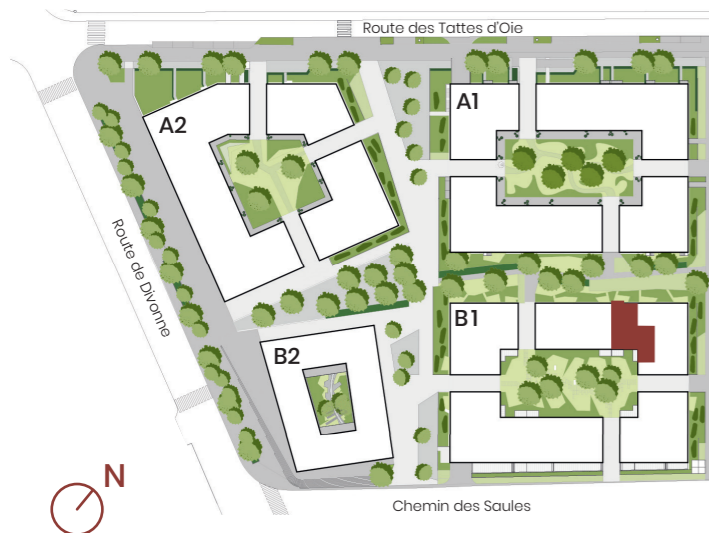 Route des Tattes d'Oie
A2
A1
Route de Divonne
B1
B2
N
Chemin des Saules